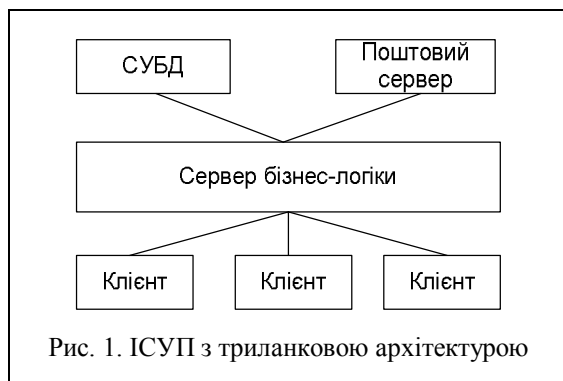 СУБД
Поштовий
сервер
Сервер бізнес-логіки
Клієнт
Клієнт
Клієнт
Рис. 1. ІСУП з триланковою архітектурою